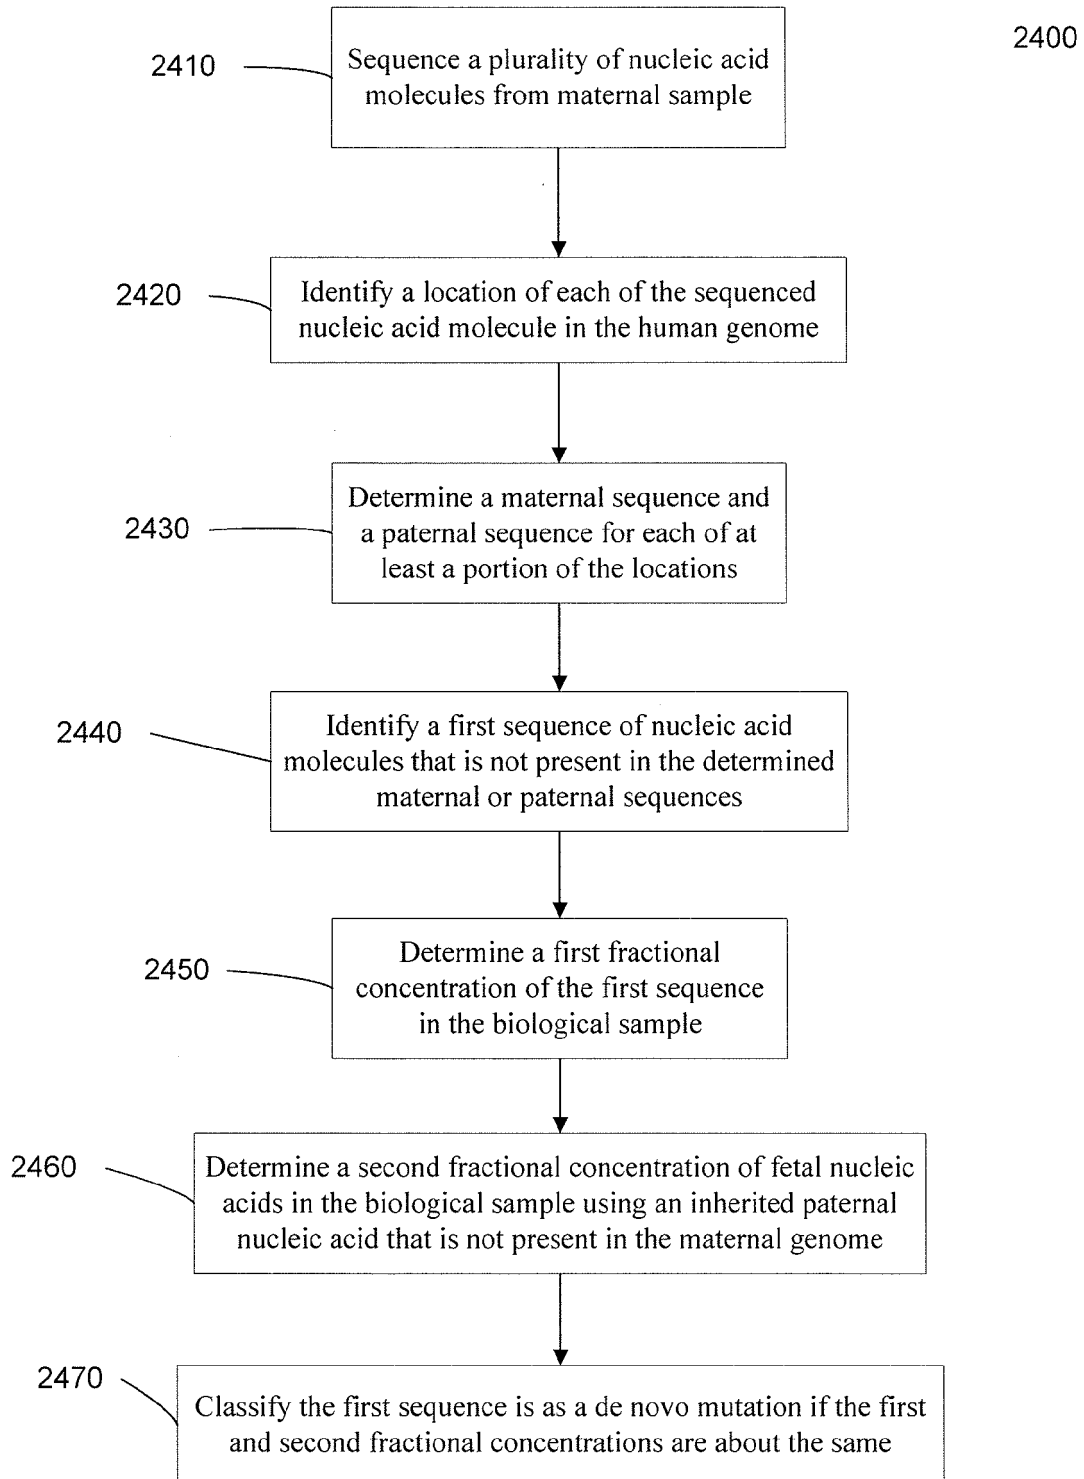 2400
2410
Sequence a plurality of nucleic acid
molecules from maternal sample
2420
Identify a location of each of the sequenced
nucleic acid molecule in the human genome
2430
Determine a maternal sequence and
a paternal sequence for each of at
least a portion of the locations
2440
Identify a first sequence of nucleic acid
molecules that is not present in the determined
maternal or paternal sequences
2450
Determine a first fractional
concentration of the first sequence
in the biological sample
2460
Determine a second fractional concentration of fetal nucleic
acids in the biological sample using an inherited paternal
nucleic acid that is not present in the maternal genome
2470
Classify the first sequence is as a de novo mutation if the first
and second fractional concentrations are about the same